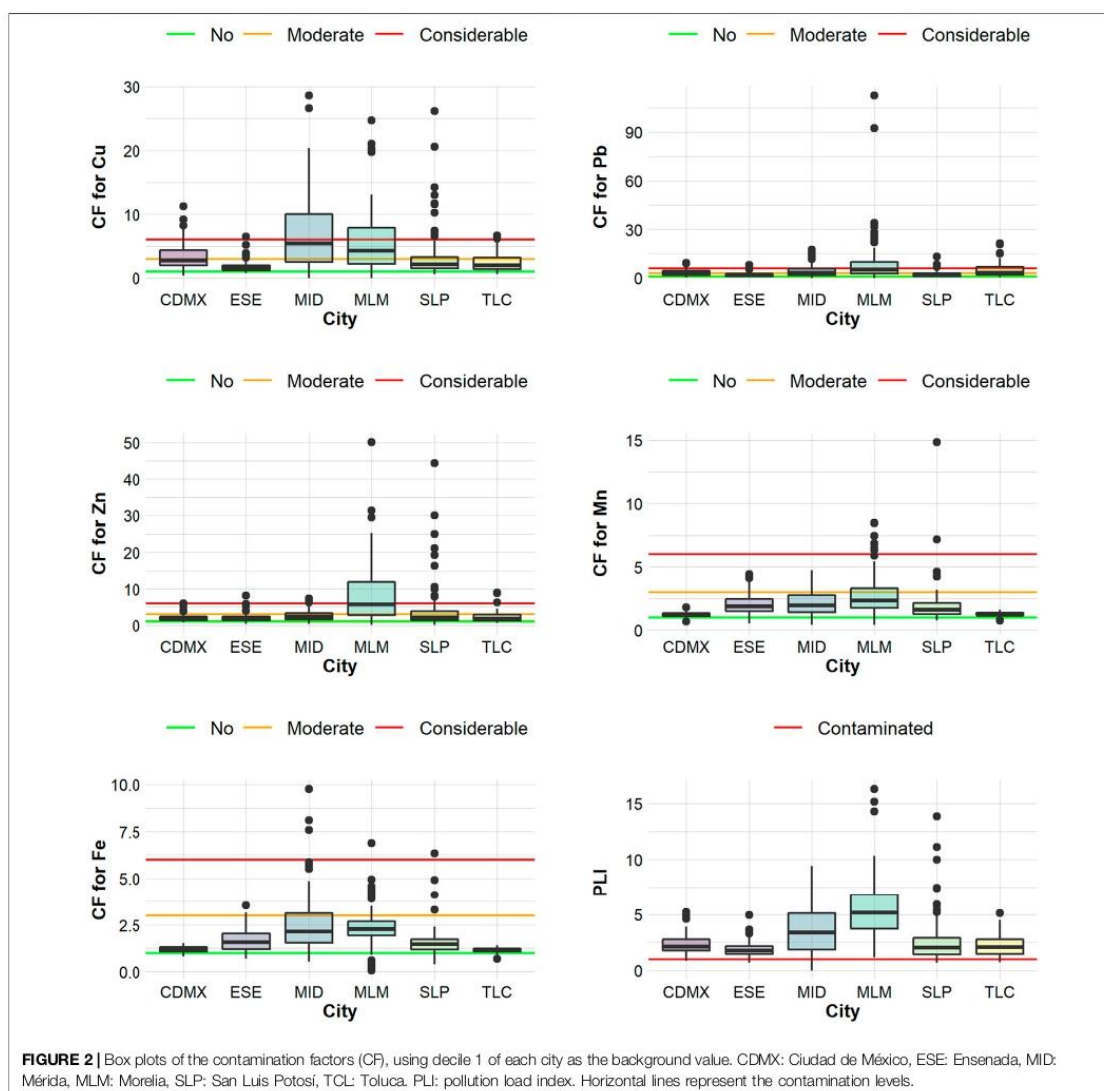 No Moderate Considerable
No Moderate Considerable
30
20
10
0
CF for Cu
CDMX ESE MID MLM SLP TLC
City
90
60
30
0
CF for Pb
CDMX ESE MID MLM SLP TLC
City
No Moderate Considerable
No Moderate Considerable
50
40
30
20
10
0
CF for Zn
CDMX ESE MID MLM SLP TLC
City
15
10
5
0
CF for Mn
CDMX ESE MID MLM SLP TLC
City
No Moderate Considerable
Contaminated
10.0
7.5
5.0
2.5
0.0
CF for Fe
CDMX ESE MID MLM SLP TLC
City
15
10
5
0
PLI
CDMX ESE MID MLM SLP TLC
City
FIGURE 2 | Box plots of the contamination factors (CF), using decile 1 of each city as the background value. CDMX: Ciudad de México, ESE: Ensenada, MID:
Mérida, MLM: Morelia, SLP: San Luis Potosí, TCL: Toluca. PLI: pollution load index. Horizontal lines represent the contamination levels.